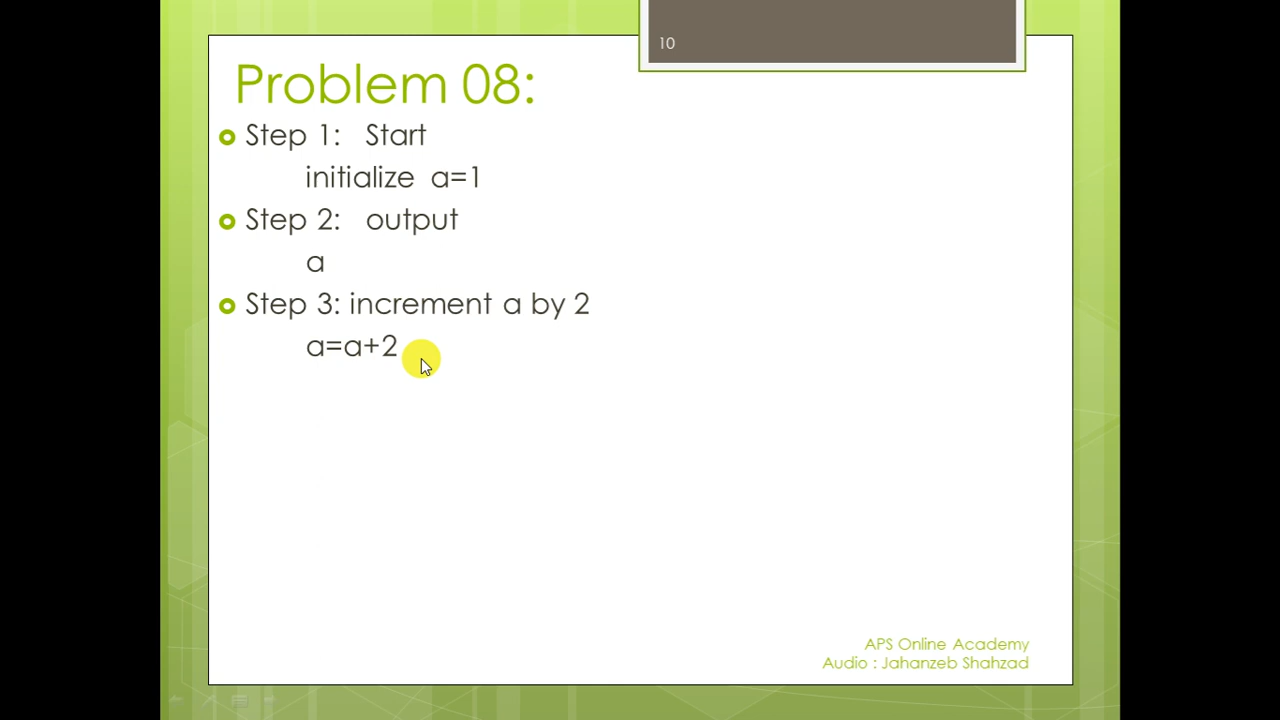 10
Problem 08:
Step 1: Start
initialize a=1
Step 2: output
a
Step 3: increment a by 2
a=a+2
APS Online Academy
Audio : Jahanzeb Shahzad